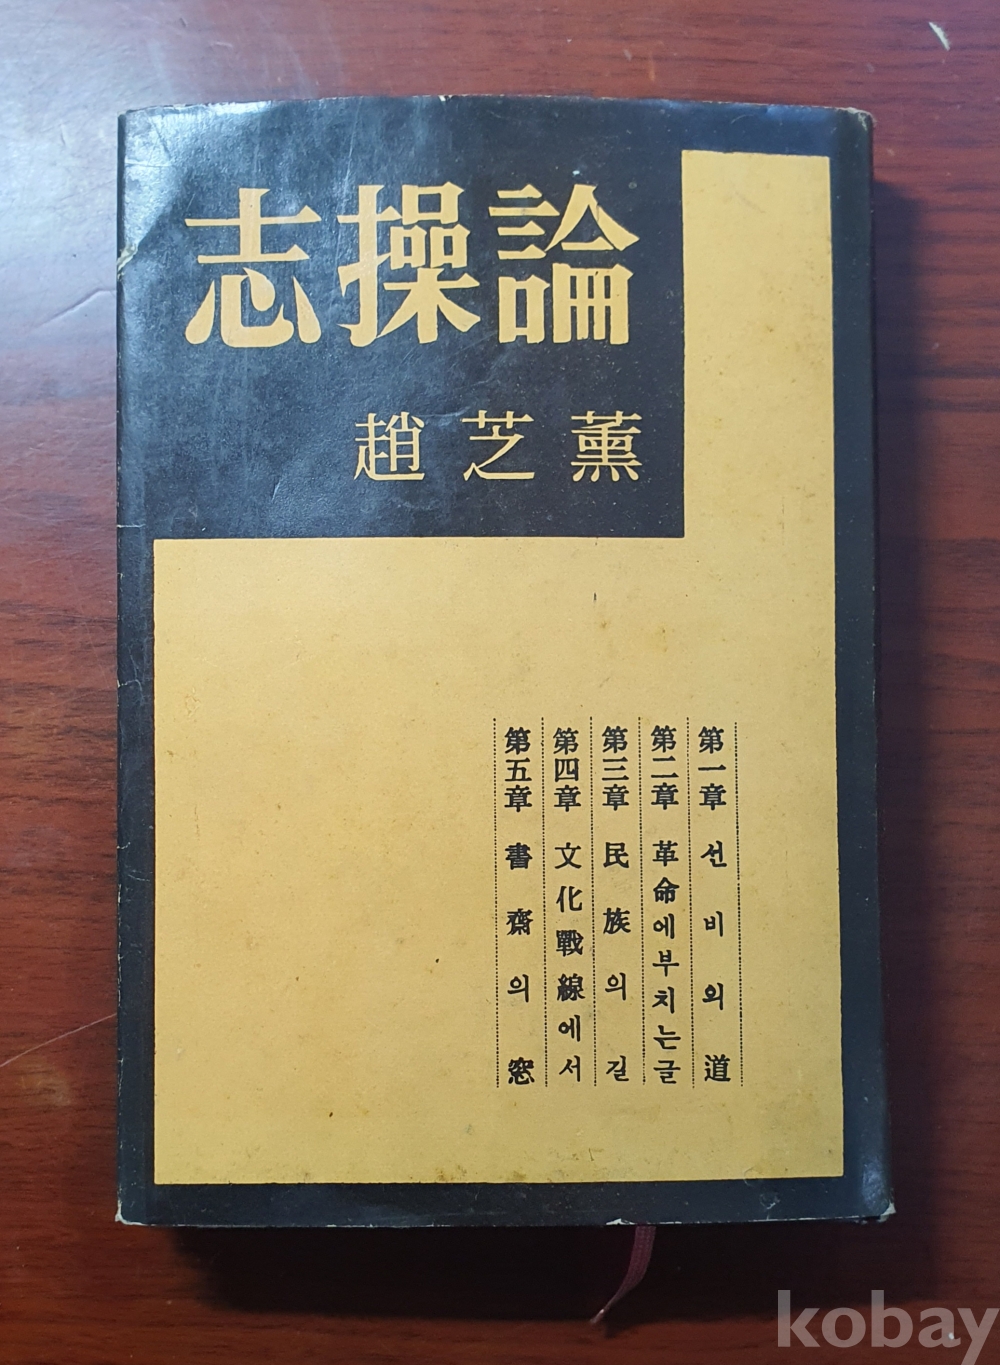 志操論
趙芝薰
第一章 선비의道
第二章 革命에부치는글
第三章 民族의길
第四章 文化戰線에서
第五章 書齋의窓
kobay